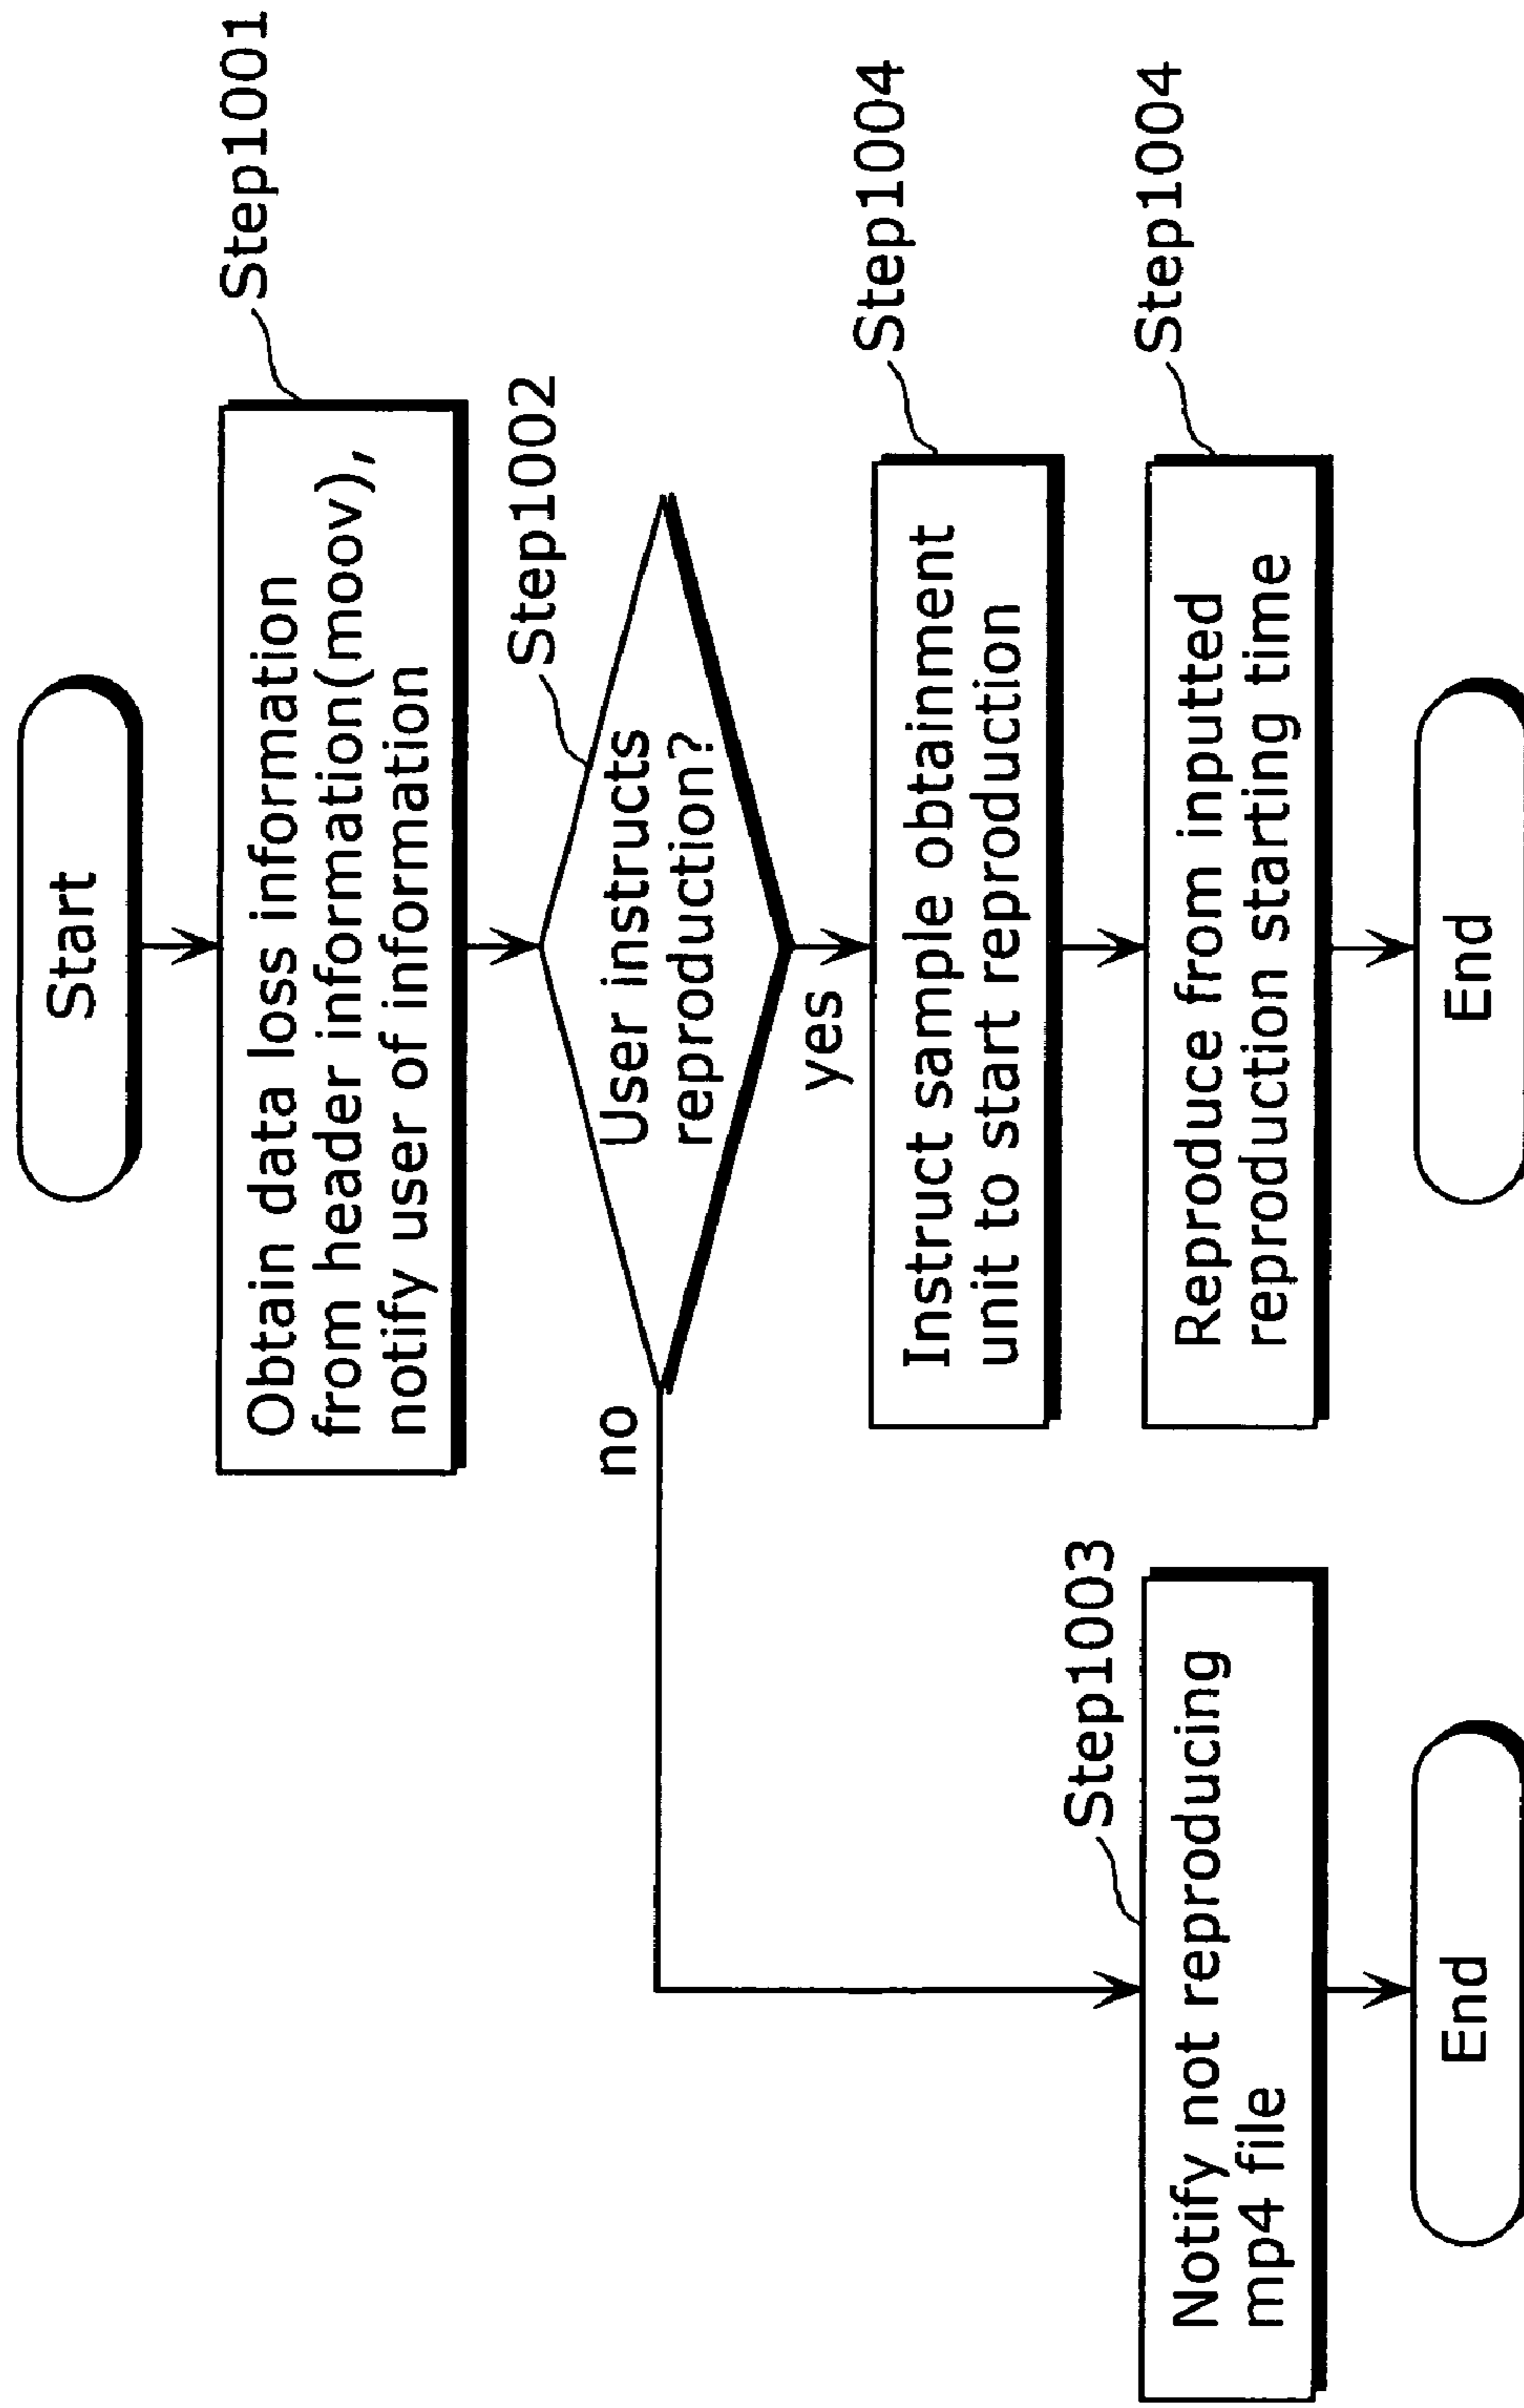 Start
Step1001
Obtain data loss information
from header information(moov),
notify user of information
Step1002
User instructs
reproduction?
no
yes
Step1004
Instruct sample obtainment
unit to start reproduction
Step1003
Notify not reproducing
mp4 file
Step1004
Reproduce from inputted
reproduction starting time
End
End